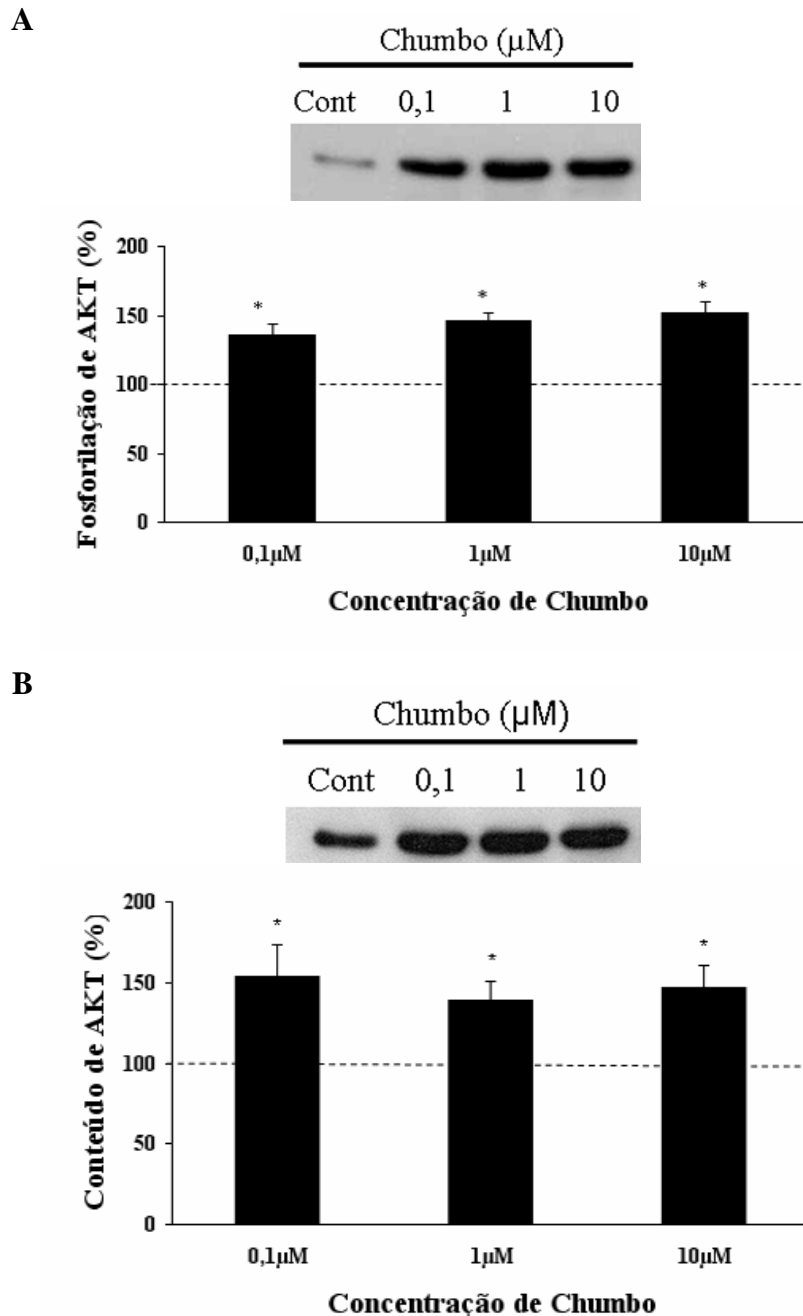 A
Chumbo (µM)
Cont 0,1 1 10
Fosforilação de AKT (%)
200
*
*
*
150
100
50
0
0,1µM 1µM 10µM
Concentração de Chumbo
B
Chumbo (µM)
Cont 0,1 1 10
Conteúdo de AKT (%)
200
*
*
*
150
100
50
0
0,1µM 1µM 10µM
Concentração de Chumbo